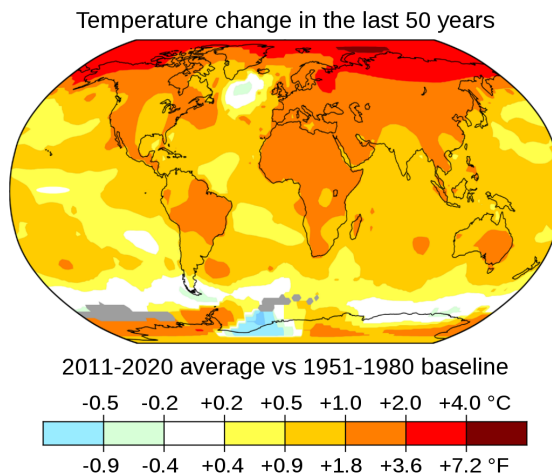 Temperature change in the last 50 years
2011-2020 average vs 1951-1980 baseline
-0.5 -0.2 +0.2 +0.5 +1.0 +2.0 +4.0 °C
-0.9 -0.4 +0.4 +0.9 +1.8 +3.6 +7.2 °F